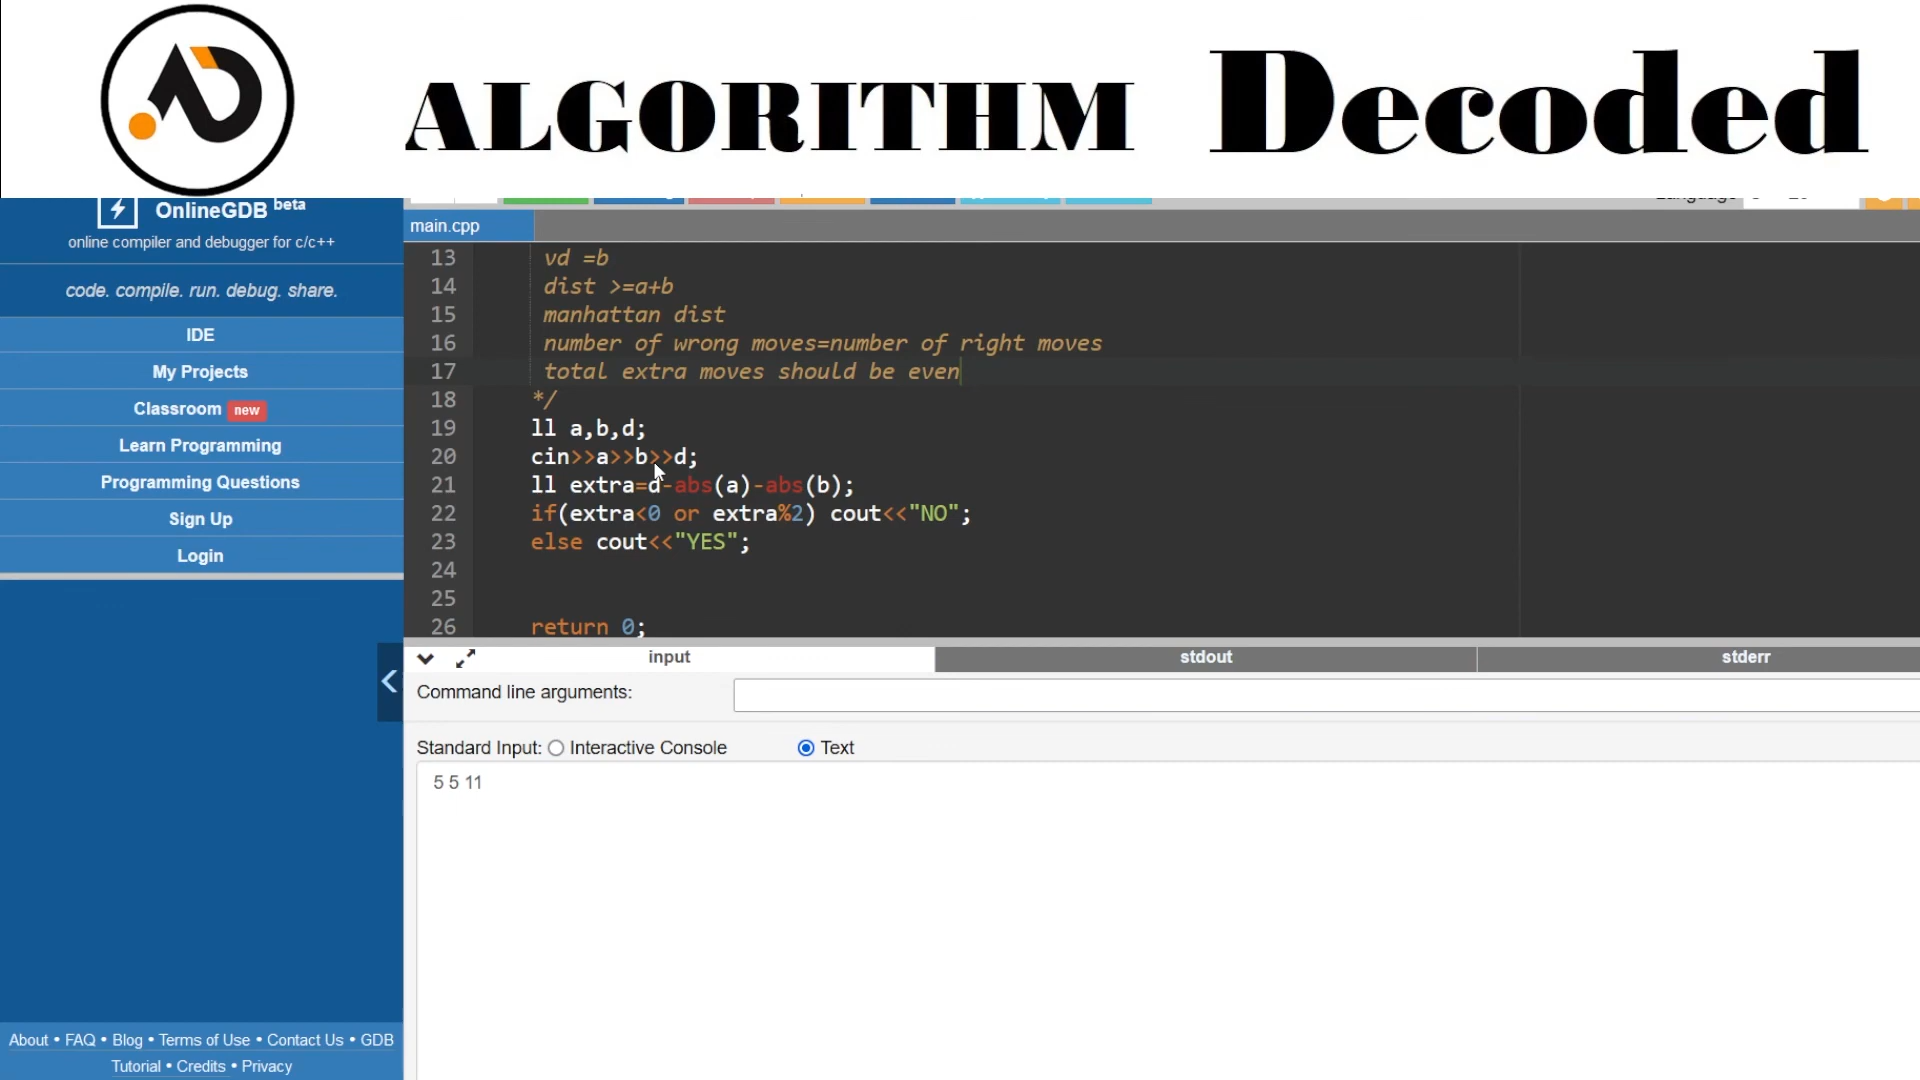 ALGORITHM Decoded
OnlineGDB beta
online compiler and debugger for c/c++
code. compile. run. debug. share.
IDE
My Projects
Classroom new
Learn Programming
Programming Questions
Sign Up
Login
About • FAQ • Blog • Terms of Use • Contact Us • GDB
Tutorial • Credits • Privacy
main.cpp
13 vd =b
14 dist >=a+b
15 manhattan dist
16 number of wrong moves=number of right moves
17 total extra moves should be even
18 */
19 ll a,b,d;
20 cin>>a>>b>>d;
21 ll extra=d-abs(a)-abs(b);
22 if(extra<0 or extra%2) cout<<"NO";
23 else cout<<"YES";
24
25
26 return 0;
input stdout stderr
Command line arguments:
Standard Input: Interactive Console Text
5 5 11